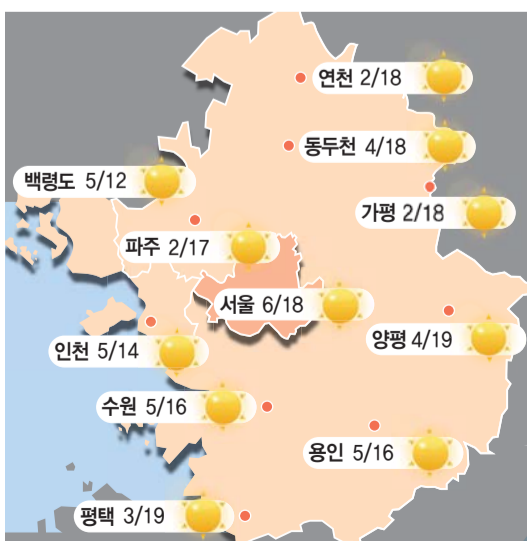 연천 2/18
동두천 4/18
백령도 5/12
가평 2/18
파주 2/17
서울 6/18
인천 5/14
양평 4/19
수원 5/16
용인 5/16
평택 3/19